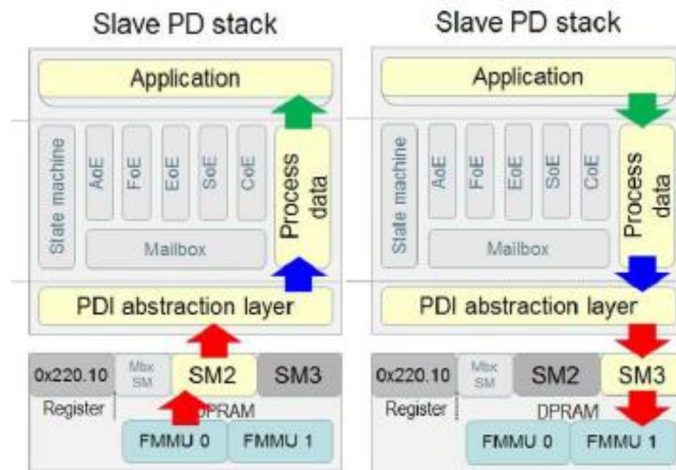 Slave PD stack
Application
State machine
AoE
FoE
EoE
SoE
CoE
Process
data
Mailbox
PDI abstraction layer
0x220.10
Mbx
SM
SM2
SM3
Register
DPRAM
FMMU 0
FMMU 1
Slave PD stack
Application
State machine
AoE
FoE
EoE
SoE
CoE
Process
data
Mailbox
PDI abstraction layer
0x220.10
Mbx
SM
SM2
SM3
Register
DPRAM
FMMU 0
FMMU 1